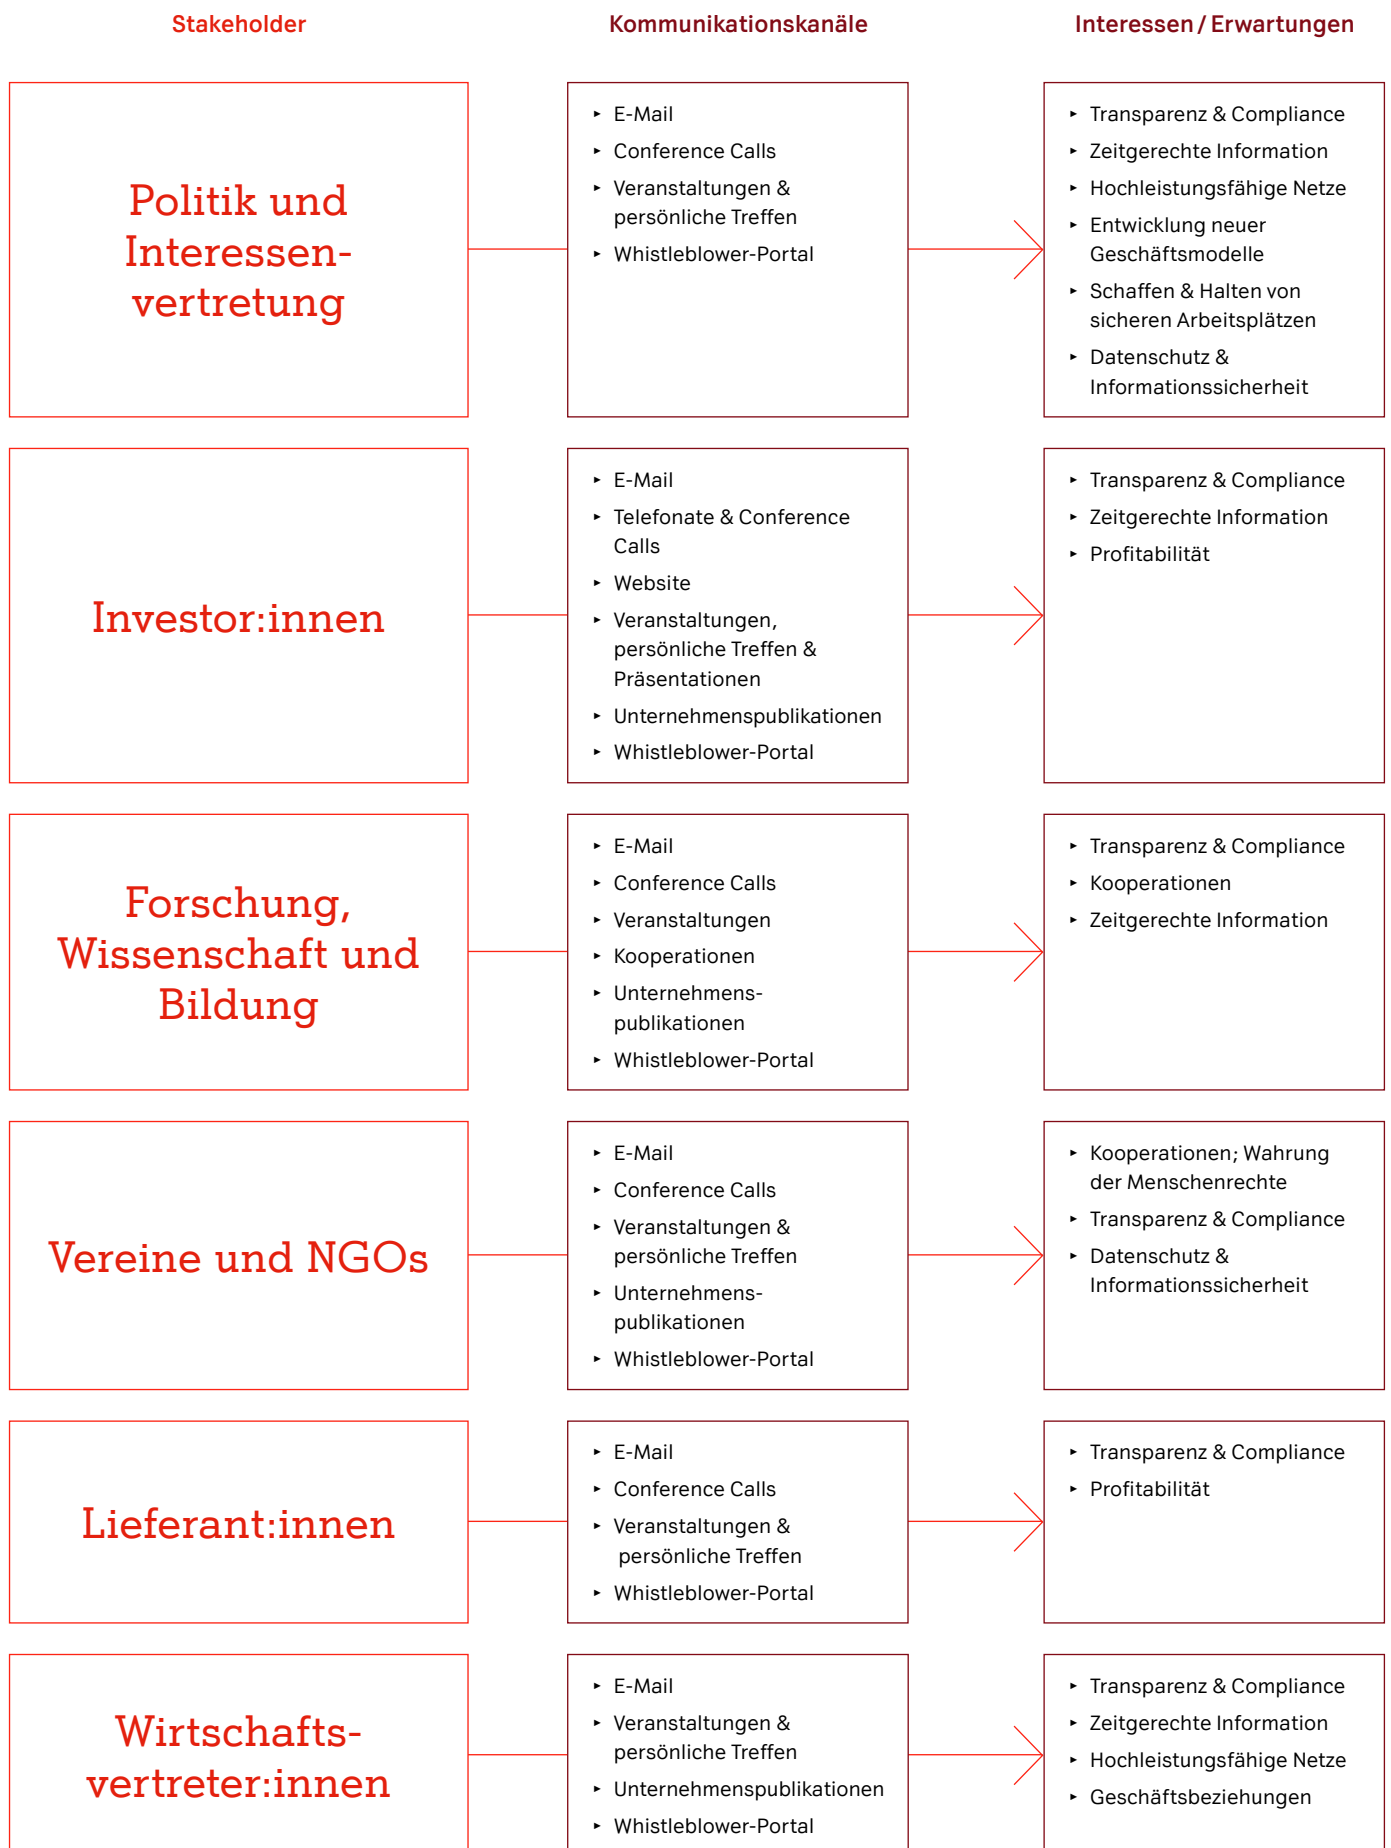 Stakeholder
Kommunikationskanäle
Interessen / Erwartungen
Politik und
Interessen-
vertretung
▸ E-Mail
▸ Conference Calls
▸ Veranstaltungen &
persönliche Treffen
▸ Whistleblower-Portal
▸ Transparenz & Compliance
▸ Zeitgerechte Information
▸ Hochleistungsfähige Netze
▸ Entwicklung neuer
Geschäftsmodelle
▸ Schaffen & Halten von
sicheren Arbeitsplätzen
▸ Datenschutz &
Informationssicherheit
Investor:innen
▸ E-Mail
▸ Telefonate & Conference
Calls
▸ Website
▸ Veranstaltungen,
persönliche Treffen &
Präsentationen
▸ Unternehmenspublikationen
▸ Whistleblower-Portal
▸ Transparenz & Compliance
▸ Zeitgerechte Information
▸ Profitabilität
Forschung,
Wissenschaft und
Bildung
▸ E-Mail
▸ Conference Calls
▸ Veranstaltungen
▸ Kooperationen
▸ Unternehmens-
publikationen
▸ Whistleblower-Portal
▸ Transparenz & Compliance
▸ Kooperationen
▸ Zeitgerechte Information
Vereine und NGOs
▸ E-Mail
▸ Conference Calls
▸ Veranstaltungen &
persönliche Treffen
▸ Unternehmens-
publikationen
▸ Whistleblower-Portal
▸ Kooperationen; Wahrung
der Menschenrechte
▸ Transparenz & Compliance
▸ Datenschutz &
Informationssicherheit
Lieferant:innen
▸ E-Mail
▸ Conference Calls
▸ Veranstaltungen &
persönliche Treffen
▸ Whistleblower-Portal
▸ Transparenz & Compliance
▸ Profitabilität
Wirtschafts-
vertreter:innen
▸ E-Mail
▸ Veranstaltungen &
persönliche Treffen
▸ Unternehmenspublikationen
▸ Whistleblower-Portal
▸ Transparenz & Compliance
▸ Zeitgerechte Information
▸ Hochleistungsfähige Netze
▸ Geschäftsbeziehungen